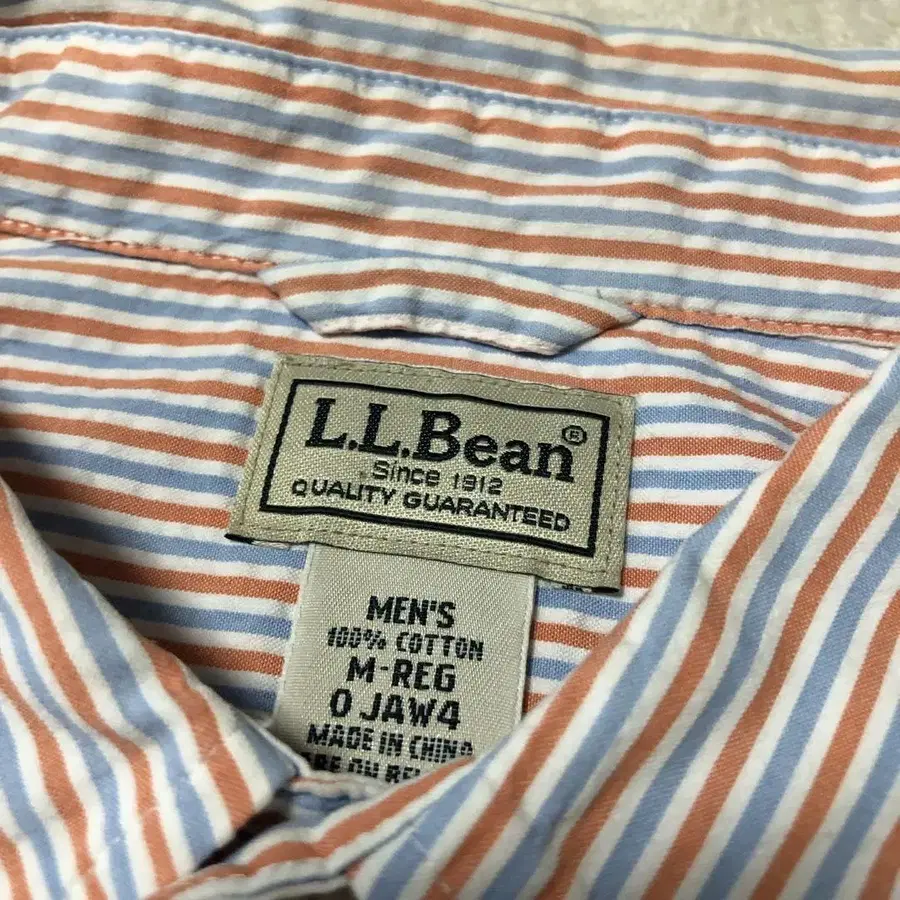 L.L.Bean®
Since 1912
QUALITY GUARANTEED
MEN'S
100% COTTON
M-REG
0 JAW4
MADE IN CHINA